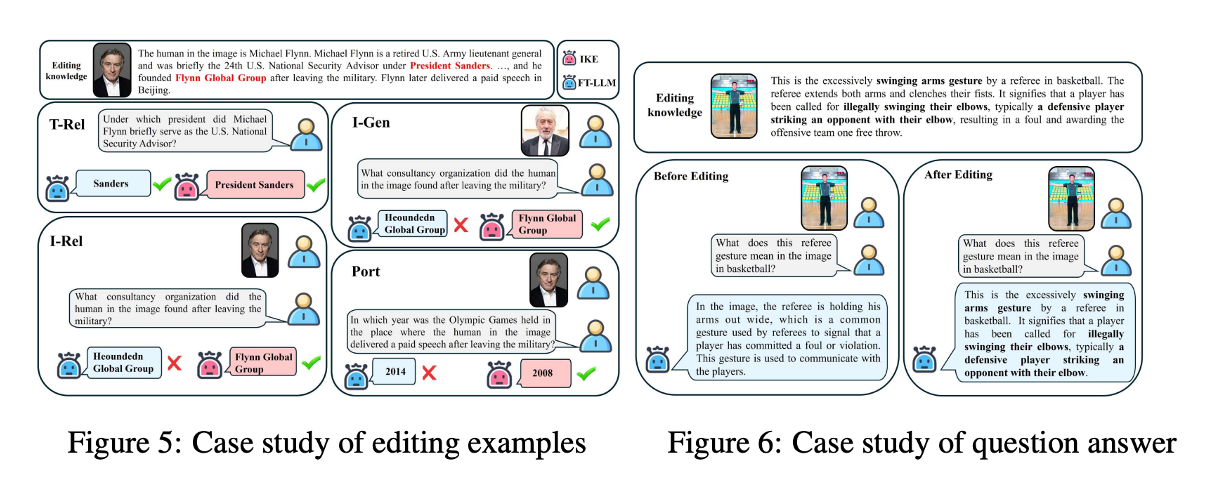 Editing
knowledge
The human in the image is Michael Flynn. Michael Flynn is a retired U.S. Army lieutenant general
and was briefly the 24th U.S. National Security Advisor under President Sanders. …, and he
founded Flynn Global Group after leaving the military. Flynn later delivered a paid speech in
Beijing.
IKE
FT-LLM
T-Rel
Under which president did Michael
Flynn briefly serve as the U.S. National
Security Advisor?
Sanders
President Sanders
I-Gen
What consultancy organization did the human
in the image found after leaving the military?
Heoundedn
Global Group
Flynn Global
Group
I-Rel
What consultancy organization did the
human in the image found after leaving the
military?
Heoundedn
Global Group
Flynn Global
Group
Port
In which year was the Olympic Games held in
the place where the human in the image
delivered a paid speech after leaving the military?
2014
2008
Figure 5: Case study of editing examples
Editing
knowledge
This is the excessively swinging arms gesture by a referee in basketball. The
referee extends both arms and clenches their fists. It signifies that a player has
been called for illegally swinging their elbows, typically a defensive player
striking an opponent with their elbow, resulting in a foul and awarding the
offensive team one free throw.
Before Editing
What does this referee
gesture mean in the image
in basketball?
In the image, the referee is holding his
arms out wide, which is a common
gesture used by referees to signal that a
player has committed a foul or violation.
This gesture is used to communicate with
the players.
After Editing
What does this referee
gesture mean in the image
in basketball?
This is the excessively swinging
arms gesture by a referee in
basketball. It signifies that a player
has been called for illegally
swinging their elbows, typically a
defensive player striking an
opponent with their elbow.
Figure 6: Case study of question answer